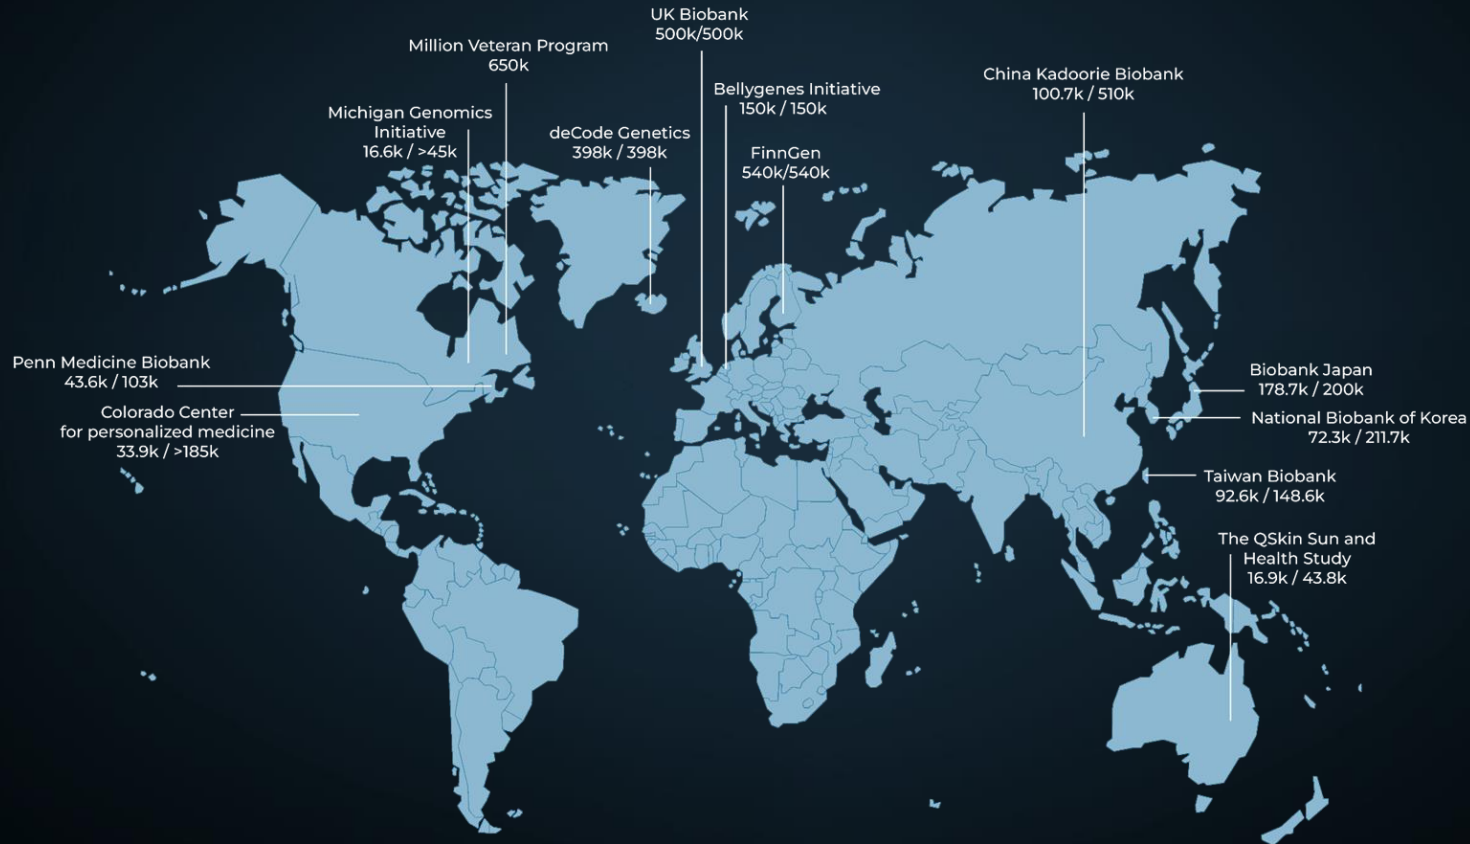 UK Biobank
500k/500k
Million Veteran Program
650k
China Kadoorie Biobank
100.7k / 510k
Bellygenes Initiative
150k / 150k
Michigan Genomics
Initiative
16.6k / >45k
deCode Genetics
398k / 398k
FinnGen
540k/540k
Penn Medicine Biobank
43.6k / 103k
Colorado Center
for personalized medicine
33.9k / >185k
Biobank Japan
178.7k / 200k
National Biobank of Korea
72.3k / 211.7k
Taiwan Biobank
92.6k / 148.6k
The QSkin Sun and
Health Study
16.9k / 43.8k